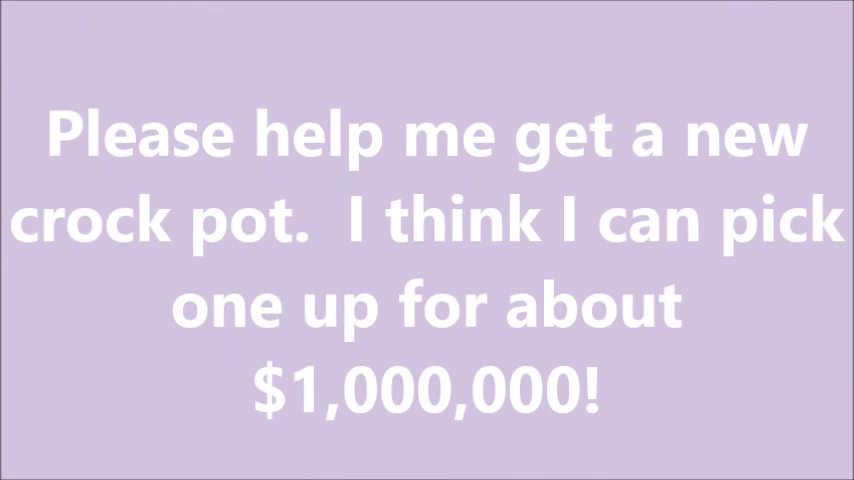 Please help me get a new
crock pot.  I think I can pick
one up for about
$1,000,000!